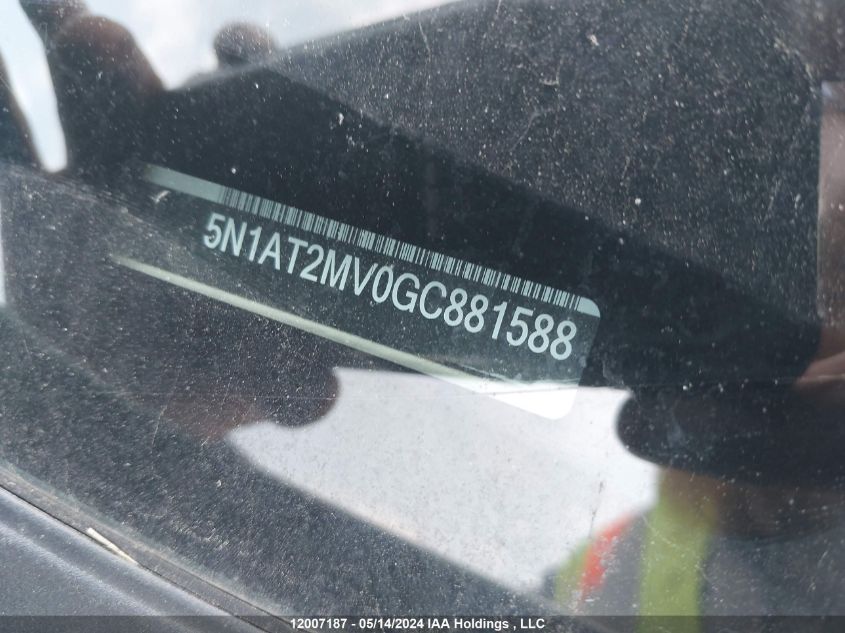 5N1AT2MV0GC881588
12007187 - 05/14/2024 IAA Holdings , LLC